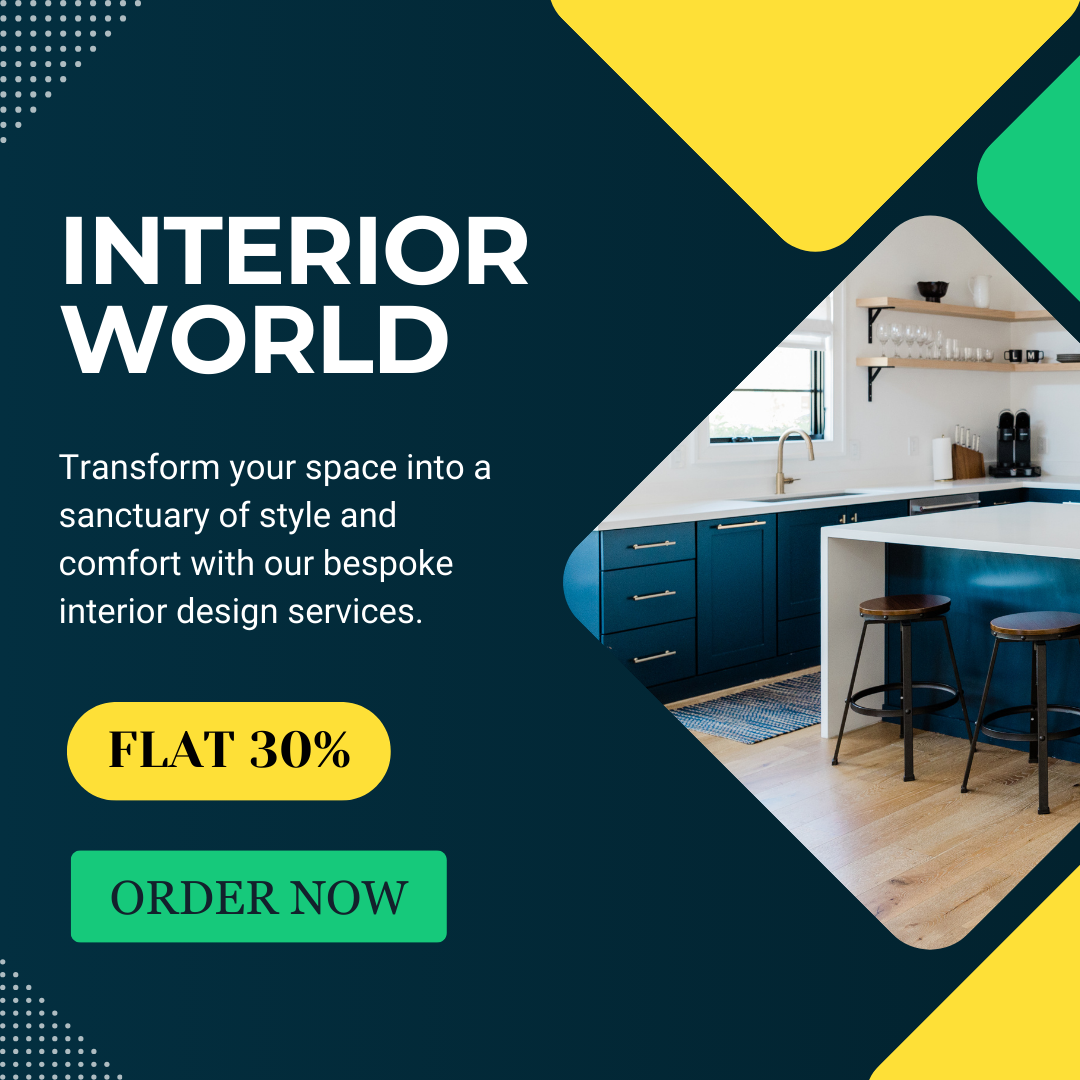 INTERIOR
WORLD
Transform your space into a
sanctuary of style and
comfort with our bespoke
interior design services.
FLAT 30%
ORDER NOW